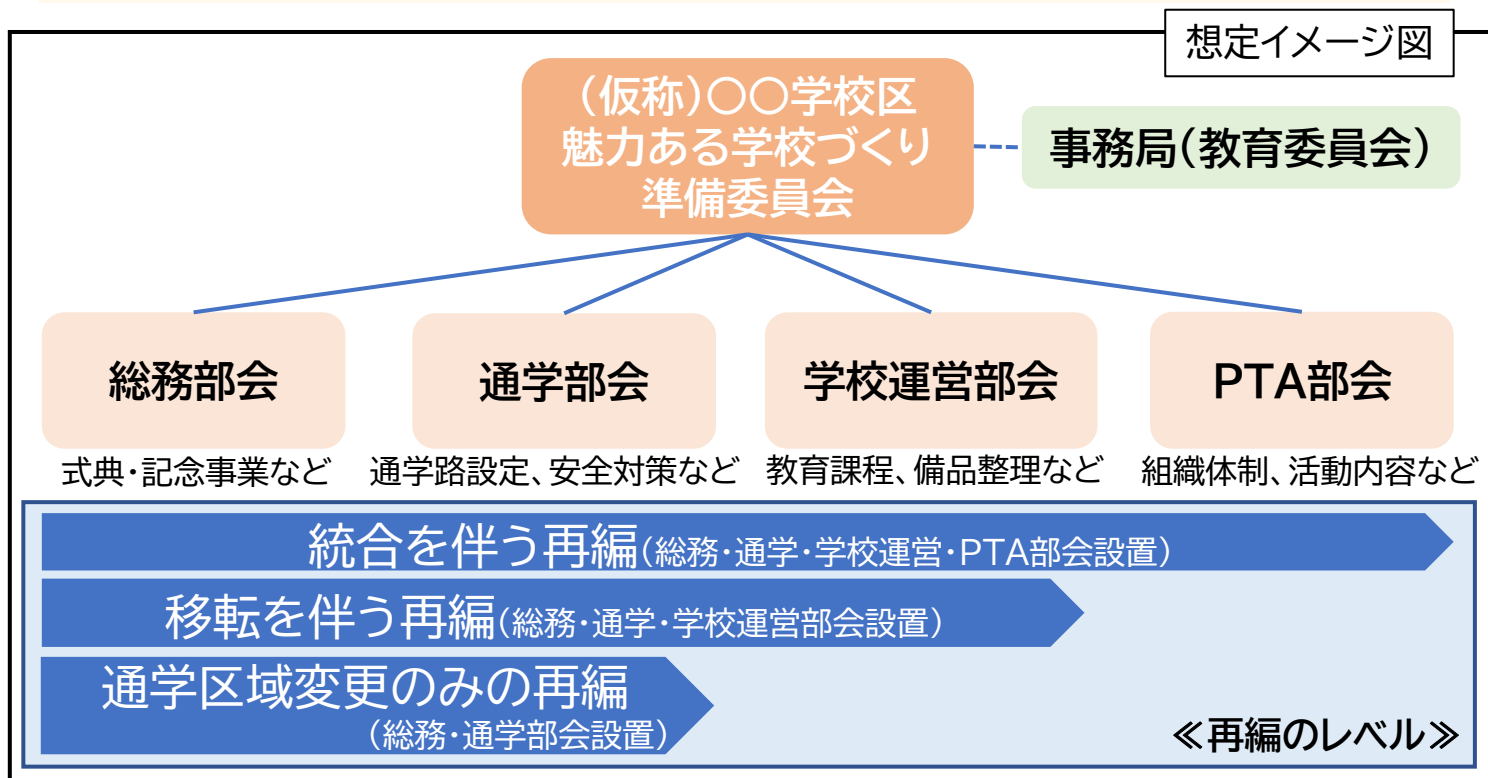 想定イメージ図
(仮称)〇〇学校区
魅力ある学校づくり
準備委員会
事務局(教育委員会)
総務部会
通学部会
学校運営部会
PTA部会
式典・記念事業など
通学路設定、安全対策など
教育課程、備品整理など
組織体制、活動内容など
統合を伴う再編(総務・通学・学校運営・PTA部会設置)
移転を伴う再編(総務・通学・学校運営部会設置)
通学区域変更のみの再編
(総務・通学部会設置)
≪再編のレベル≫